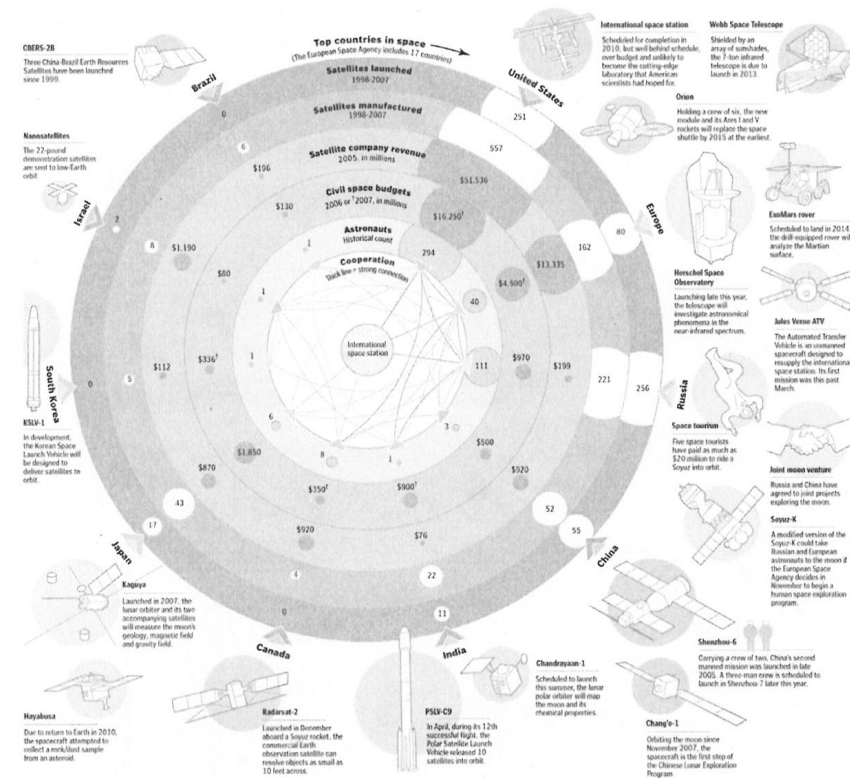 Top countries in space
(The European Space Agency includes 17 countries)
Satellites launched
1998-2007
Satellites manufactured
1998-2007
Satellite company revenue
2005, in millions
Civil space budgets
2006 or †2007, in millions
Astronauts
Historical count
Cooperation
Thick line = strong connection
International
space station
United States
251
557
$51,536
$16,250†
294
Europe
80
162
$13,335
$4,500†
40
Russia
256
221
$199
$970
111
China
55
52
$920
$500
3
India
11
22
$76
$900†
1
Canada
0
4
$920
$350†
8
Japan
17
43
$870
$1,850
6
South Korea
0
5
$112
$336†
1
Israel
2
8
$1,190
$80
1
Brazil
0
6
$196
$130
1
International space station
Scheduled for completion in
2010, but well behind schedule,
over budget and unlikely to
become the cutting-edge
laboratory that American
scientists had hoped for.
Webb Space Telescope
Shielded by an
array of sunshades,
the 7-ton infrared
telescope is due to
launch in 2013.
Orion
Holding a crew of six, the new
module and its Ares I and V
rockets will replace the space
shuttle by 2015 at the earliest.
ExoMars rover
Scheduled to land in 2014,
the drill-equipped rover will
analyze the Martian
surface.
Herschel Space
Observatory
Launching late this year,
the telescope will
investigate astronomical
phenomena in the
near-infrared spectrum.
Jules Verne ATV
The Automated Transfer
Vehicle is an unmanned
spacecraft designed to
resupply the international
space station. Its first
mission was this past
March.
Space tourism
Five space tourists
have paid as much as
$20 million to ride a
Soyuz into orbit.
Joint moon venture
Russia and China have
agreed to joint projects
exploring the moon.
Soyuz-K
A modified version of the
Soyuz-K could take
Russian and European
astronauts to the moon if
the European Space
Agency decides in
November to begin a
human space exploration
program.
Shenzhou-6
Carrying a crew of two, China's second
manned mission was launched in late
2005. A three-man crew is scheduled to
launch in Shenzhou 7 later this year.
Chang'e-1
Orbiting the moon since
November 2007, the
spacecraft is the first step of
the Chinese Lunar Exploration
Program.
Chandrayaan-1
Scheduled to launch
this summer, the lunar
polar orbiter will map
the moon and its
chemical properties.
PSLV-C9
In April, during its 12th
successful flight, the
Polar Satellite Launch
Vehicle released 10
satellites into orbit.
Radarsat-2
Launched in December
aboard a Soyuz rocket, the
commercial Earth
observation satellite can
resolve objects as small as
10 feet across.
Kaguya
Launched in 2007, the
lunar orbiter and its two
accompanying satellites
will measure the moon's
geology, magnetic field
and gravity field.
Hayabusa
Due to return to Earth in 2010,
the spacecraft attempted to
collect a rock/dust sample
from an asteroid.
KSLV-1
In development,
the Korean Space
Launch Vehicle will
be designed to
deliver satellites to
orbit.
Nanosatellites
The 22-pound
demonstration satellites
are sent to low-Earth
orbit.
CBERS-2B
Three China-Brazil Earth Resources
Satellites have been launched
since 1999.